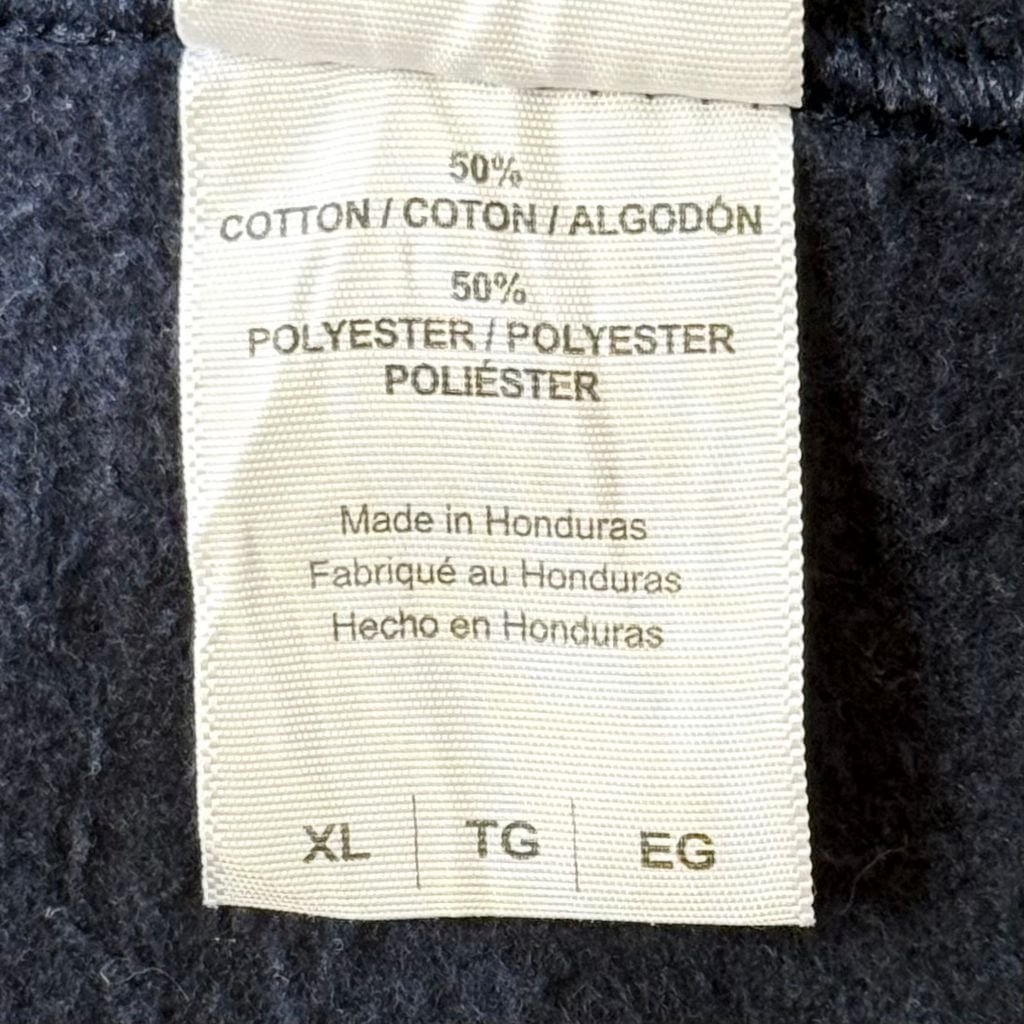 50%
COTTON / COTON / ALGODÓN
50%
POLYESTER / POLYESTER
POLIÉSTER
Made in Honduras
Fabriqué au Honduras
Hecho en Honduras
XL | TG | EG